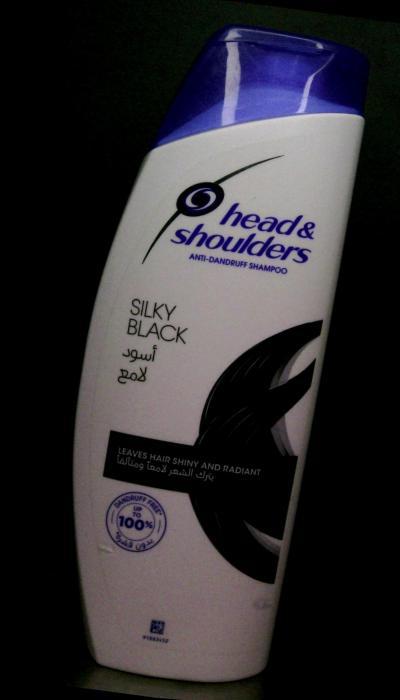 head &
shoulders
ANTI-DANDRUFF SHAMPOO
SILKY
BLACK
أسود
لامع
LEAVES HAIR SHINY AND RADIANT
يترك الشعر لامعاً ومتألقاً
DANDRUFF FREE*
UP
TO
100%
بدون قشرة*